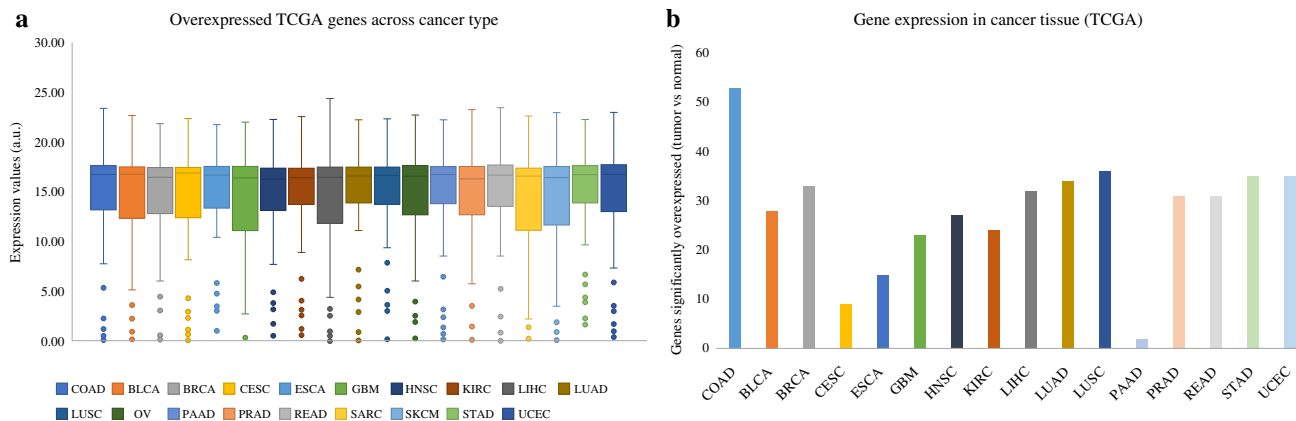 a
Overexpressed TCGA genes across cancer type
Expression values (a.u.)
30.00
25.00
20.00
15.00
10.00
5.00
0.00
COAD BLCA BRCA CESC ESCA GBM HNSC KIRC LIHC LUAD
LUSC OV PAAD PRAD READ SARC SKCM STAD UCEC
b
Gene expression in cancer tissue (TCGA)
Genes significantly overexpressed (tumor vs normal)
60
50
40
30
20
10
0
COAD
BLCA
BRCA
CESC
ESCA
GBM
HNSC
KIRC
LIHC
LUAD
LUSC
PAAD
PRAD
READ
STAD
UCEC